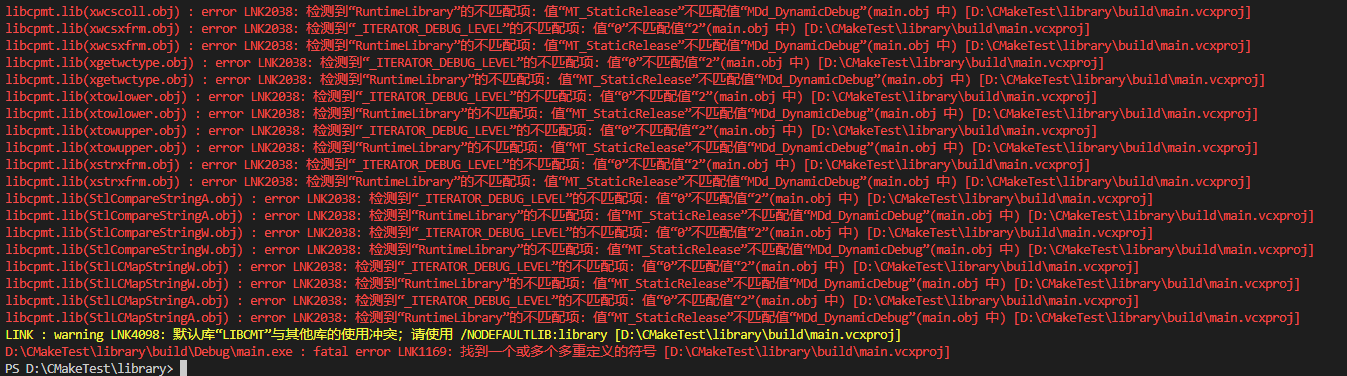 libcpmt.lib(xwcscoll.obj) : error LNK2038: 检测到“RuntimeLibrary”的不匹配项: 值“MT_StaticRelease”不匹配值“MDd_DynamicDebug”(main.obj 中) [D:\CMakeTest\library\build\main.vcxproj]
libcpmt.lib(xwcsxfrm.obj) : error LNK2038: 检测到“_ITERATOR_DEBUG_LEVEL”的不匹配项: 值“0”不匹配值“2”(main.obj 中) [D:\CMakeTest\library\build\main.vcxproj]
libcpmt.lib(xwcsxfrm.obj) : error LNK2038: 检测到“RuntimeLibrary”的不匹配项: 值“MT_StaticRelease”不匹配值“MDd_DynamicDebug”(main.obj 中) [D:\CMakeTest\library\build\main.vcxproj]
libcpmt.lib(xgetwctype.obj) : error LNK2038: 检测到“_ITERATOR_DEBUG_LEVEL”的不匹配项: 值“0”不匹配值“2”(main.obj 中) [D:\CMakeTest\library\build\main.vcxproj]
libcpmt.lib(xgetwctype.obj) : error LNK2038: 检测到“RuntimeLibrary”的不匹配项: 值“MT_StaticRelease”不匹配值“MDd_DynamicDebug”(main.obj 中) [D:\CMakeTest\library\build\main.vcxproj]
libcpmt.lib(xtowlower.obj) : error LNK2038: 检测到“_ITERATOR_DEBUG_LEVEL”的不匹配项: 值“0”不匹配值“2”(main.obj 中) [D:\CMakeTest\library\build\main.vcxproj]
libcpmt.lib(xtowlower.obj) : error LNK2038: 检测到“RuntimeLibrary”的不匹配项: 值“MT_StaticRelease”不匹配值“MDd_DynamicDebug”(main.obj 中) [D:\CMakeTest\library\build\main.vcxproj]
libcpmt.lib(xtowupper.obj) : error LNK2038: 检测到“_ITERATOR_DEBUG_LEVEL”的不匹配项: 值“0”不匹配值“2”(main.obj 中) [D:\CMakeTest\library\build\main.vcxproj]
libcpmt.lib(xtowupper.obj) : error LNK2038: 检测到“RuntimeLibrary”的不匹配项: 值“MT_StaticRelease”不匹配值“MDd_DynamicDebug”(main.obj 中) [D:\CMakeTest\library\build\main.vcxproj]
libcpmt.lib(xstrxfrm.obj) : error LNK2038: 检测到“_ITERATOR_DEBUG_LEVEL”的不匹配项: 值“0”不匹配值“2”(main.obj 中) [D:\CMakeTest\library\build\main.vcxproj]
libcpmt.lib(xstrxfrm.obj) : error LNK2038: 检测到“RuntimeLibrary”的不匹配项: 值“MT_StaticRelease”不匹配值“MDd_DynamicDebug”(main.obj 中) [D:\CMakeTest\library\build\main.vcxproj]
libcpmt.lib(StlCompareStringA.obj) : error LNK2038: 检测到“_ITERATOR_DEBUG_LEVEL”的不匹配项: 值“0”不匹配值“2”(main.obj 中) [D:\CMakeTest\library\build\main.vcxproj]
libcpmt.lib(StlCompareStringA.obj) : error LNK2038: 检测到“RuntimeLibrary”的不匹配项: 值“MT_StaticRelease”不匹配值“MDd_DynamicDebug”(main.obj 中) [D:\CMakeTest\library\build\main.vcxproj]
libcpmt.lib(StlCompareStringW.obj) : error LNK2038: 检测到“_ITERATOR_DEBUG_LEVEL”的不匹配项: 值“0”不匹配值“2”(main.obj 中) [D:\CMakeTest\library\build\main.vcxproj]
libcpmt.lib(StlCompareStringW.obj) : error LNK2038: 检测到“RuntimeLibrary”的不匹配项: 值“MT_StaticRelease”不匹配值“MDd_DynamicDebug”(main.obj 中) [D:\CMakeTest\library\build\main.vcxproj]
libcpmt.lib(StlLCMapStringW.obj) : error LNK2038: 检测到“_ITERATOR_DEBUG_LEVEL”的不匹配项: 值“0”不匹配值“2”(main.obj 中) [D:\CMakeTest\library\build\main.vcxproj]
libcpmt.lib(StlLCMapStringW.obj) : error LNK2038: 检测到“RuntimeLibrary”的不匹配项: 值“MT_StaticRelease”不匹配值“MDd_DynamicDebug”(main.obj 中) [D:\CMakeTest\library\build\main.vcxproj]
libcpmt.lib(StlLCMapStringA.obj) : error LNK2038: 检测到“_ITERATOR_DEBUG_LEVEL”的不匹配项: 值“0”不匹配值“2”(main.obj 中) [D:\CMakeTest\library\build\main.vcxproj]
libcpmt.lib(StlLCMapStringA.obj) : error LNK2038: 检测到“RuntimeLibrary”的不匹配项: 值“MT_StaticRelease”不匹配值“MDd_DynamicDebug”(main.obj 中) [D:\CMakeTest\library\build\main.vcxproj]
LINK : warning LNK4098: 默认库“LIBCMT”与其他库的使用冲突; 请使用 /NODEFAULTLIB:library [D:\CMakeTest\library\build\main.vcxproj]
D:\CMakeTest\library\build\Debug\main.exe : fatal error LNK1169: 找到一个或多个多重定义的符号 [D:\CMakeTest\library\build\main.vcxproj]
PS D:\CMakeTest\library>